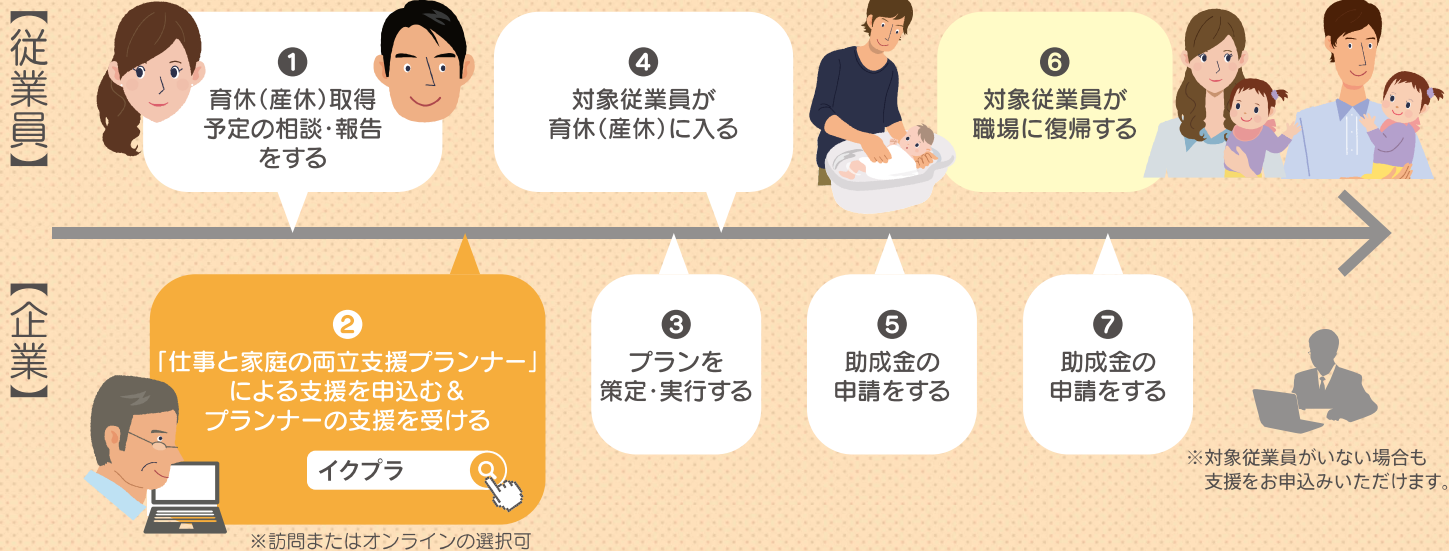 【従業員】
❶
育休（産休）取得
予定の相談・報告
をする
❹
対象従業員が
育休（産休）に入る
❻
対象従業員が
職場に復帰する
【企業】
❷
「仕事と家庭の両立支援プランナー」
による支援を申込む＆
プランナーの支援を受ける
イクプラ
※訪問またはオンラインの選択可
❸
プランを
策定・実行する
❺
助成金の
申請をする
❼
助成金の
申請をする
※対象従業員がいない場合も
支援をお申込みいただけます。